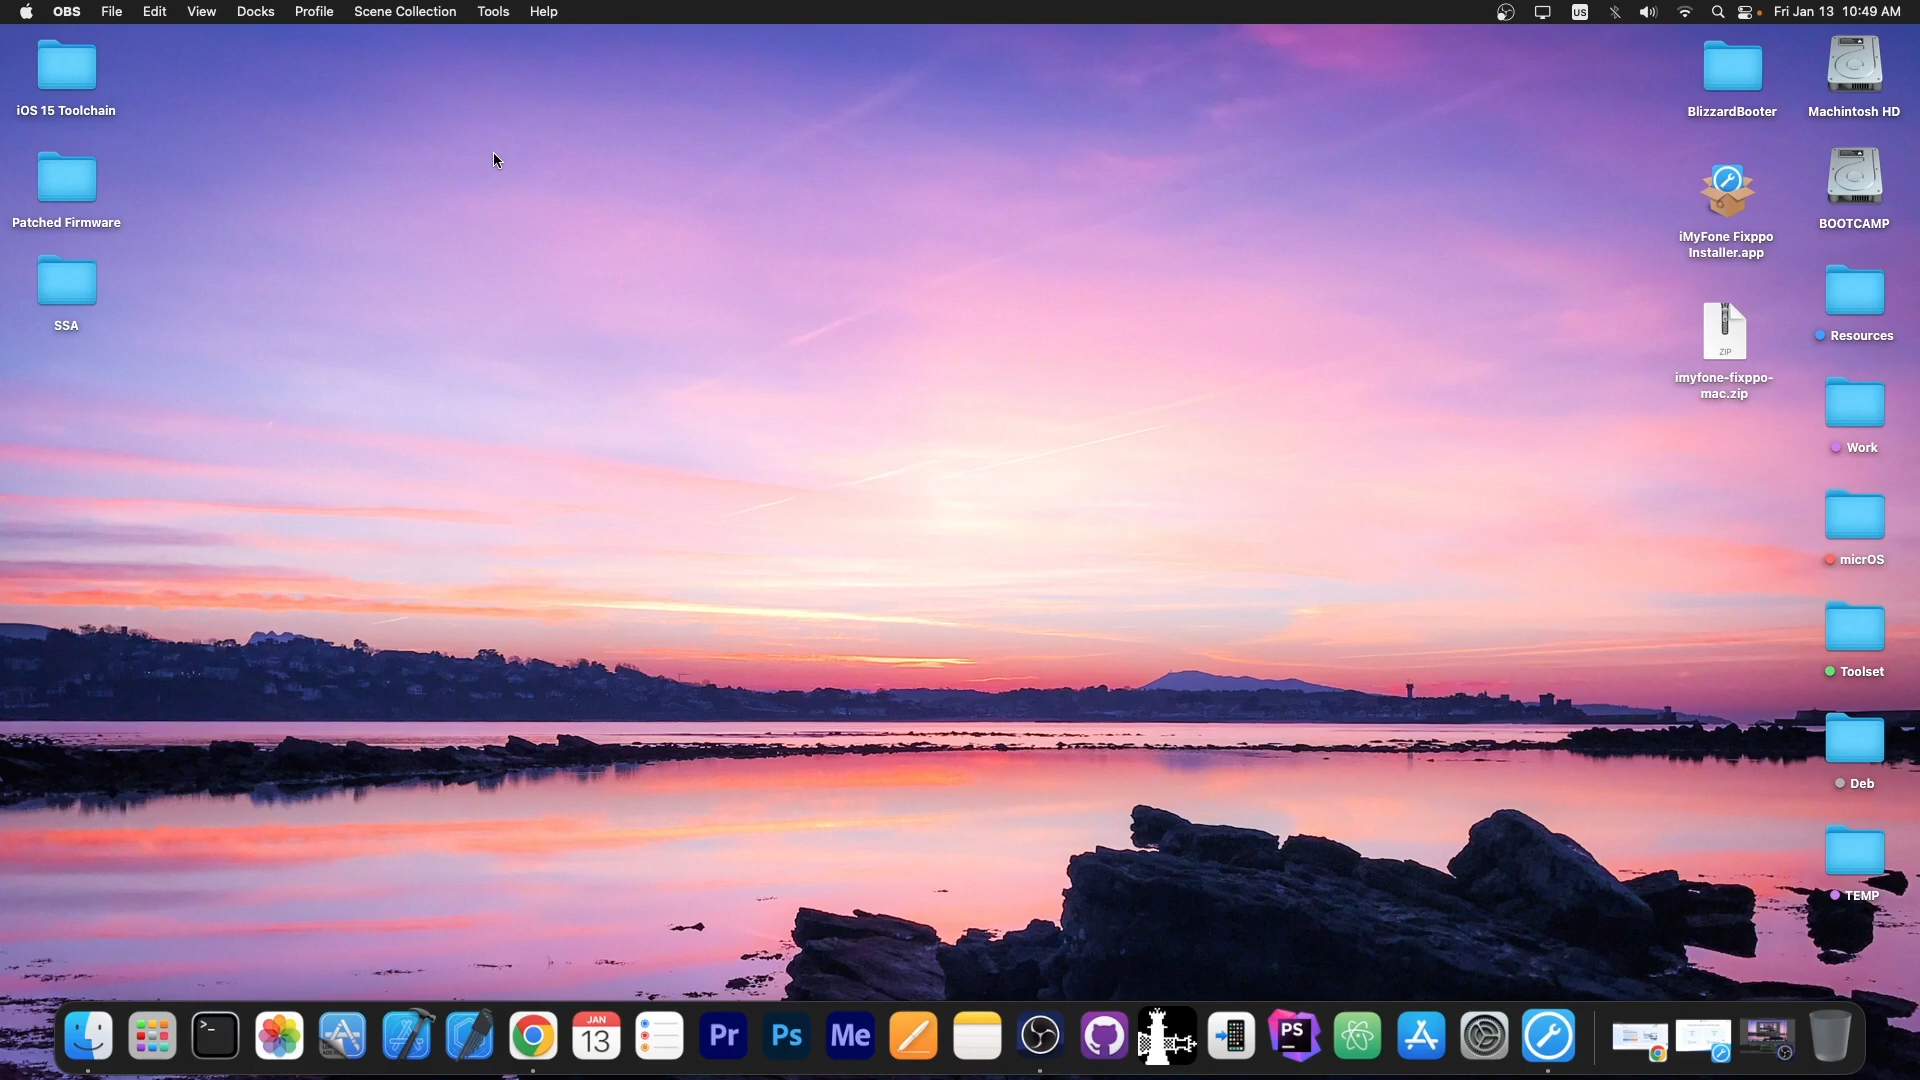 OBS File Edit View Docks Profile Scene Collection Tools Help
US
Fri Jan 13 10:49 AM
iOS 15 Toolchain
Patched Firmware
SSA
BlizzardBooter
iMyFone Fixppo
Installer.app
ZIP
imyfone-fixppo-
mac.zip
Machintosh HD
BOOTCAMP
Resources
Work
micrOS
Toolset
Deb
TEMP
>_
JAN
13
Pr
Ps
Me
PS